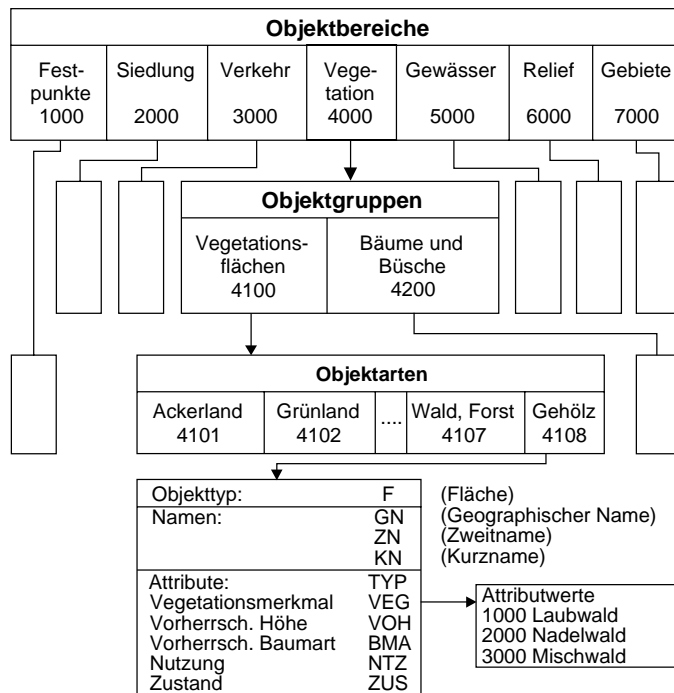 Objektbereiche
Fest-
punkte
1000
Siedlung
2000
Verkehr
3000
Vege-
tation
4000
Gewässer
5000
Relief
6000
Gebiete
7000
Objektgruppen
Vegetations-
flächen
4100
Bäume und
Büsche
4200
Objektarten
Ackerland
4101
Grünland
4102
....
Wald, Forst
4107
Gehölz
4108
Objekttyp: F (Fläche)
Namen: GN (Geographischer Name)
ZN (Zweitname)
KN (Kurzname)
Attribute: TYP
Vegetationsmerkmal VEG
Vorherrsch. Höhe VOH
Vorherrsch. Baumart BMA
Nutzung NTZ
Zustand ZUS
Attributwerte
1000 Laubwald
2000 Nadelwald
3000 Mischwald